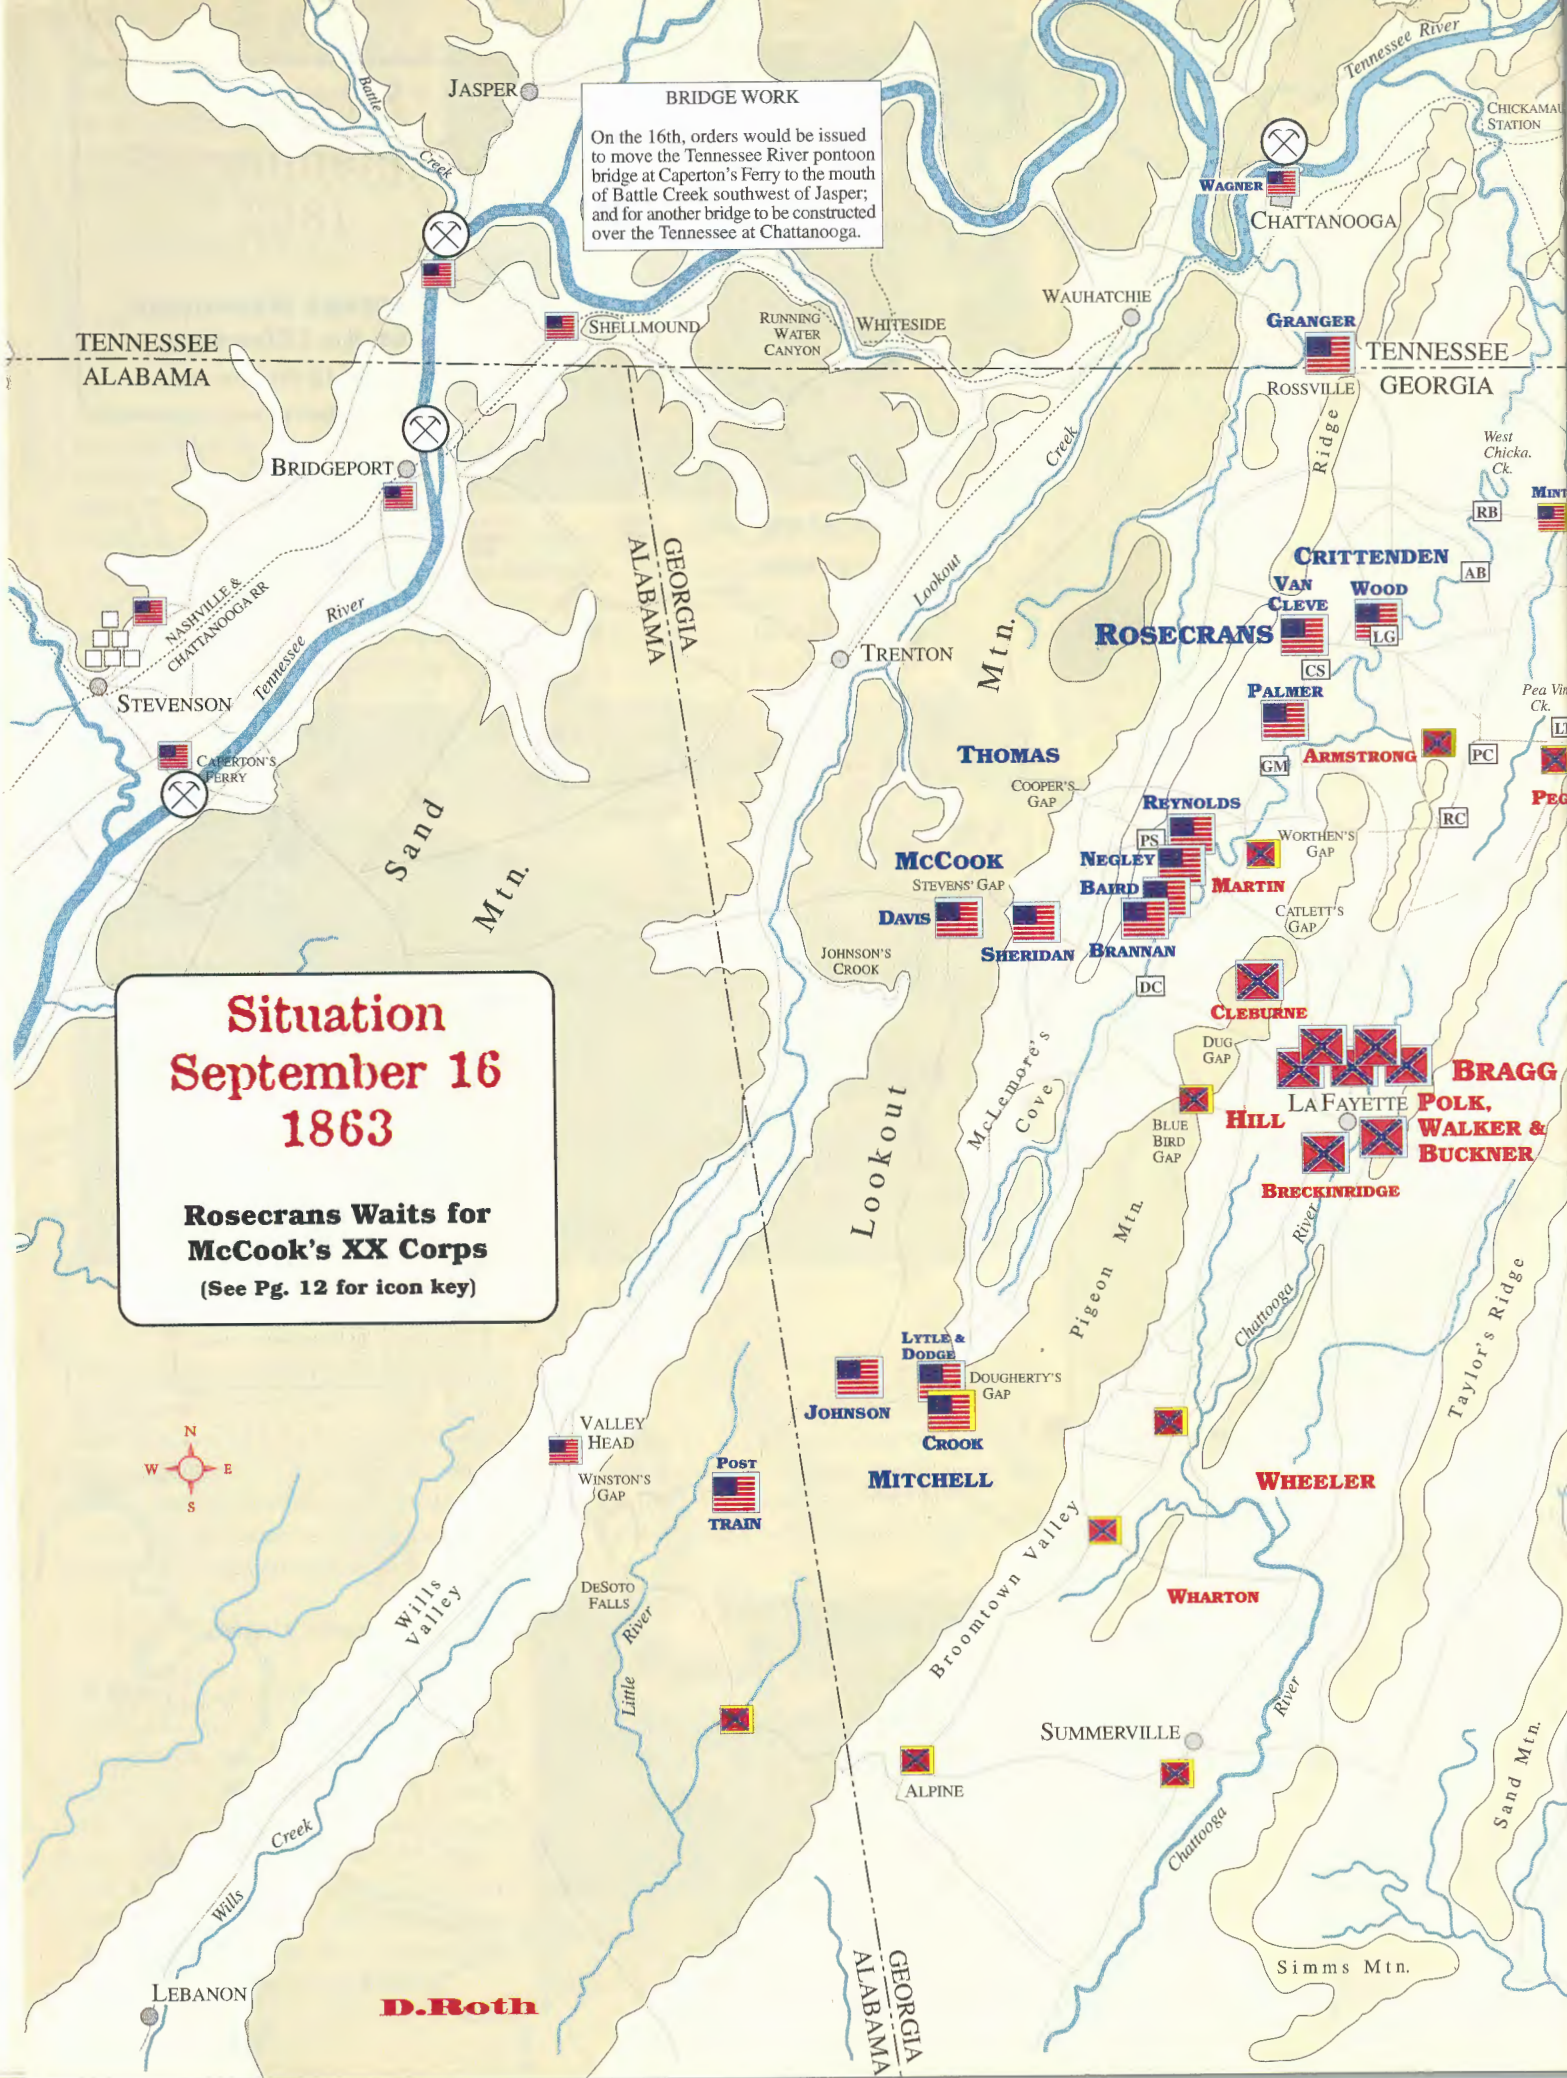 Tennessee River
JASPER
Battle
Creek
BRIDGE WORK
On the 16th, orders would be issued
to move the Tennessee River pontoon
bridge at Caperton's Ferry to the mouth
of Battle Creek southwest of Jasper;
and for another bridge to be constructed
over the Tennessee at Chattanooga.
CHICKAMAU
STATION
WAGNER
CHATTANOOGA
WAUHATCHIE
SHELLMOUND
RUNNING
WATER
CANYON
WHITESIDE
GRANGER
TENNESSEE
ALABAMA
TENNESSEE
GEORGIA
ROSSVILLE
Ridge
BRIDGEPORT
Creek
West
Chicka.
Ck.
RB
MINT
GEORGIA
ALABAMA
Lookout
CRITTENDEN
AB
VAN
CLEVE
WOOD
LG
NASHVILLE &
CHATTANOOGA RR
Tennessee
River
ROSECRANS
Mtn.
TRENTON
CS
STEVENSON
PALMER
Pea Vin
Ck.
CAPERTON'S
FERRY
THOMAS
COOPER'S
GAP
GM
ARMSTRONG
PC
PEG
REYNOLDS
PS
RC
WORTHEN'S
GAP
Sand
Mtn.
MCCOOK
STEVENS' GAP
NEGLEY
BAIRD
MARTIN
DAVIS
SHERIDAN
BRANNAN
CATLETT'S
GAP
JOHNSON'S
CROOK
DC
Situation
September 16
1863
Rosecrans Waits for
McCook's XX Corps
(See Pg. 12 for icon key)
CLEBURNE
DUG
GAP
McLemore's
Cove
BRAGG
LA FAYETTE
POLK,
WALKER &
BUCKNER
HILL
BLUE
BIRD
GAP
BRECKINRIDGE
Lookout
Pigeon Mtn.
Chattooga
River
Taylor's Ridge
LYTLE &
DODGE
DOUGHERTY'S
GAP
JOHNSON
CROOK
MITCHELL
N
W E
S
VALLEY
HEAD
WINSTON'S
GAP
POST
TRAIN
WHEELER
Broomtown Valley
DESOTO
FALLS
Little
River
Wills
Valley
WHARTON
SUMMERVILLE
River
Chattooga
ALPINE
Sand Mtn.
Wills
Creek
LEBANON
D.Roth
GEORGIA
ALABAMA
Simms Mtn.